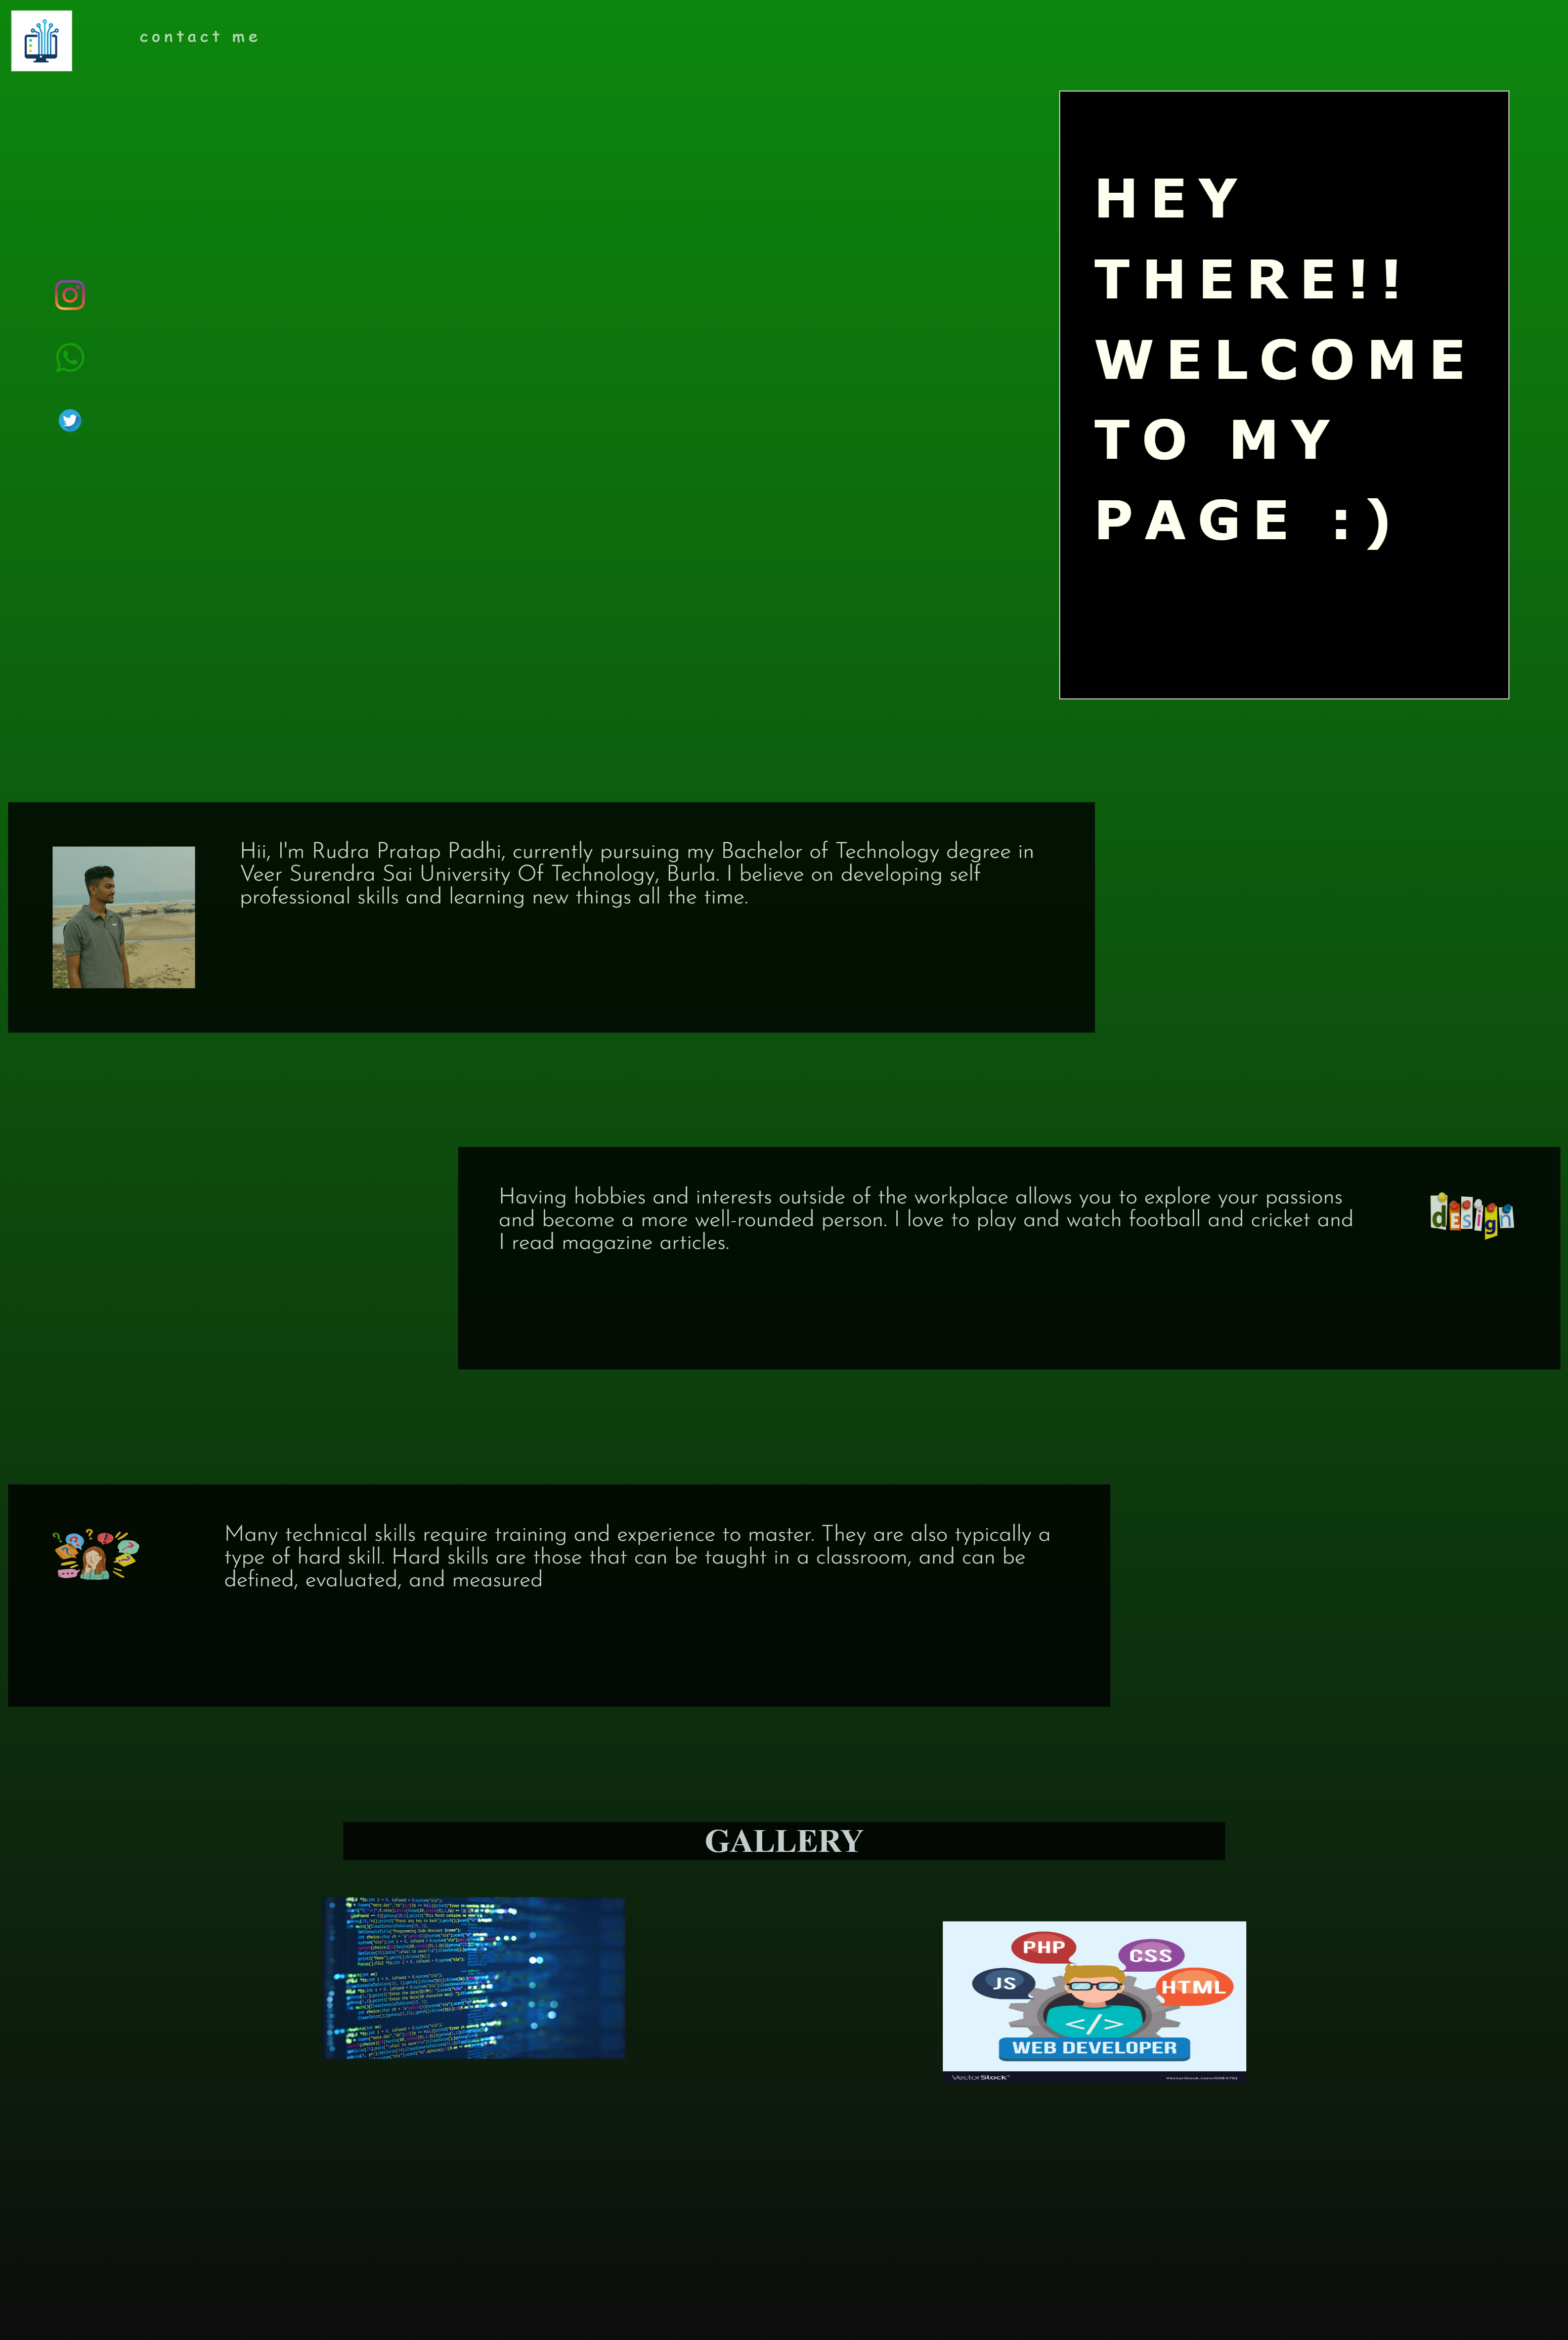 contact me
HEY
THERE!!
WELCOME
TO MY
PAGE :)
Hii, I'm Rudra Pratap Padhi, currently pursuing my Bachelor of Technology degree in
Veer Surendra Sai University Of Technology, Burla. I believe on developing self
professional skills and learning new things all the time.
Having hobbies and interests outside of the workplace allows you to explore your passions
and become a more well-rounded person. I love to play and watch football and cricket and
I read magazine articles.
dEsign
Many technical skills require training and experience to master. They are also typically a
type of hard skill. Hard skills are those that can be taught in a classroom, and can be
defined, evaluated, and measured
GALLERY
PHP
CSS
JS
HTML
</>
WEB DEVELOPER
VectorStock